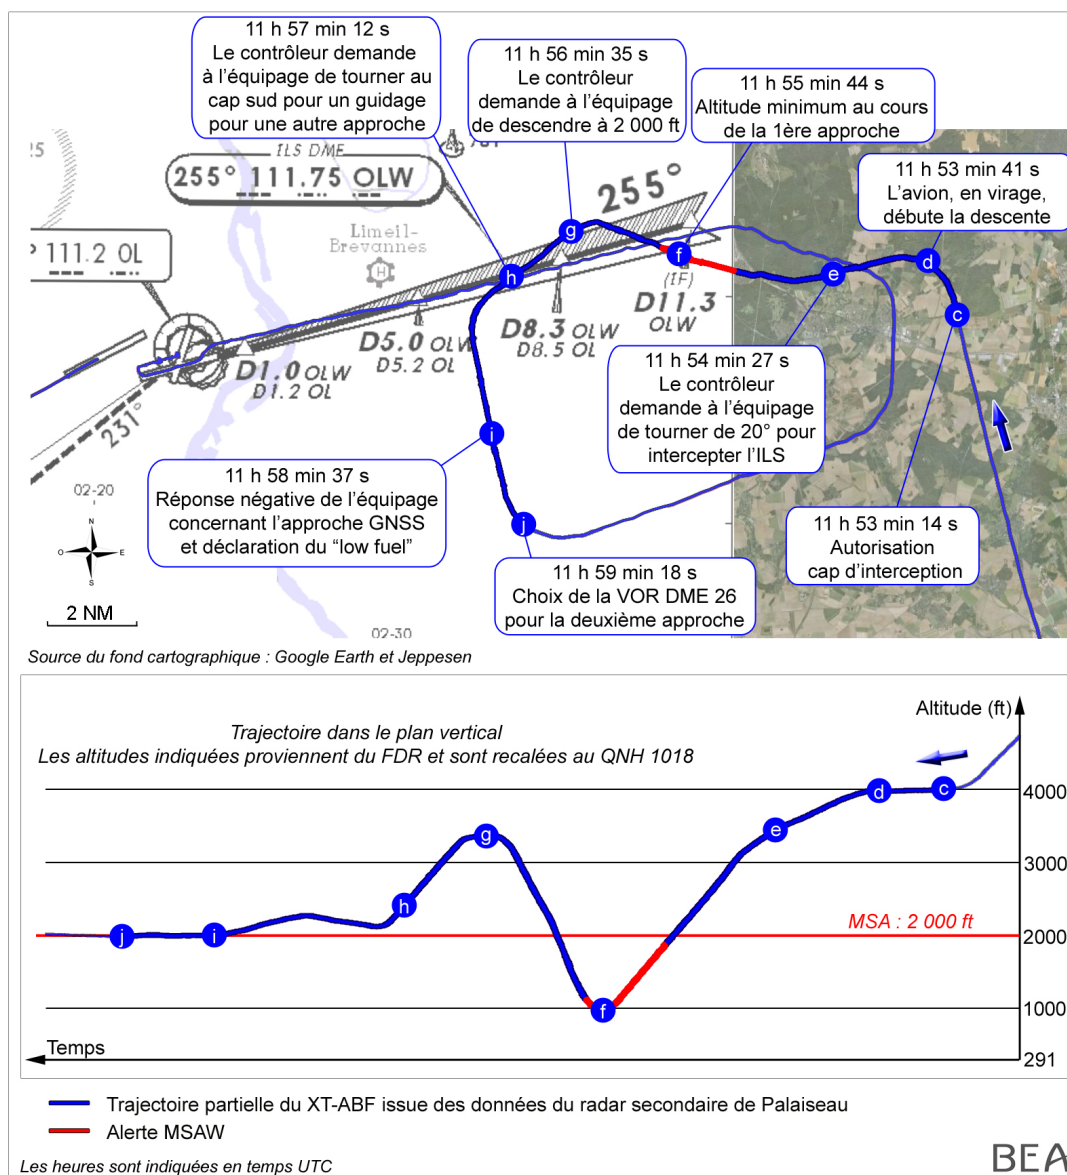 11 h 57 min 12 s
Le contrôleur demande
à l'équipage de tourner au
cap sud pour un guidage
pour une autre approche
11 h 56 min 35 s
Le contrôleur
demande à l'équipage
de descendre à 2 000 ft
11 h 55 min 44 s
Altitude minimum au cours
de la 1ère approche
11 h 53 min 41 s
L'avion, en virage,
débute la descente
ILS DME
255° 111.75 OLW
255°
111.2 OL
Limeil-
Brevannes
H
g
h
f
e
d
c
(IF)
D11.3
OLW
D8.3 OLW
D8.5 OL
D5.0 OLW
D5.2 OL
D1.0 OLW
D1.2 OL
231°
11 h 54 min 27 s
Le contrôleur
demande à l'équipage
de tourner de 20° pour
intercepter l'ILS
i
11 h 58 min 37 s
Réponse négative de l'équipage
concernant l'approche GNSS
et déclaration du “low fuel”
j
11 h 53 min 14 s
Autorisation
cap d'interception
11 h 59 min 18 s
Choix de la VOR DME 26
pour la deuxième approche
02-20
N
O
E
S
2 NM
02-30
Source du fond cartographique : Google Earth et Jeppesen
Altitude (ft)
Trajectoire dans le plan vertical
Les altitudes indiquées proviennent du FDR et sont recalées au QNH 1018
4000
3000
2000
1000
291
MSA : 2 000 ft
j
i
h
g
f
e
d
c
Temps
Trajectoire partielle du XT-ABF issue des données du radar secondaire de Palaiseau
Alerte MSAW
Les heures sont indiquées en temps UTC
BEA